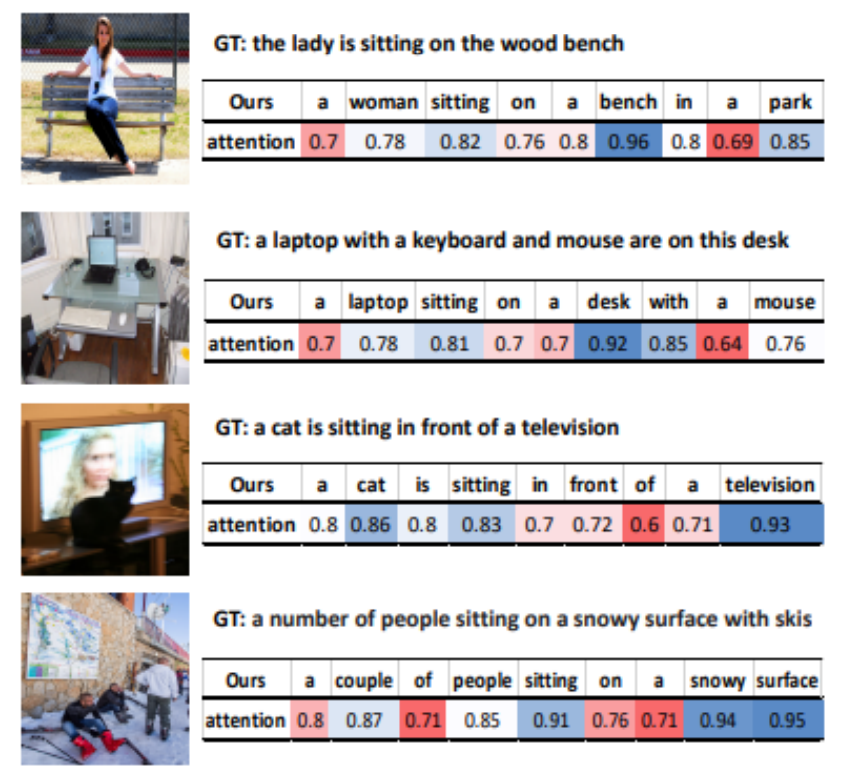 GT: the lady is sitting on the wood bench
Ours a woman sitting on a bench in a park
attention 0.7 0.78 0.82 0.76 0.8 0.96 0.8 0.69 0.85
GT: a laptop with a keyboard and mouse are on this desk
Ours a laptop sitting on a desk with a mouse
attention 0.7 0.78 0.81 0.7 0.7 0.92 0.85 0.64 0.76
GT: a cat is sitting in front of a television
Ours a cat is sitting in front of a television
attention 0.8 0.86 0.8 0.83 0.7 0.72 0.6 0.71 0.93
GT: a number of people sitting on a snowy surface with skis
Ours a couple of people sitting on a snowy surface
attention 0.8 0.87 0.71 0.85 0.91 0.76 0.71 0.94 0.95